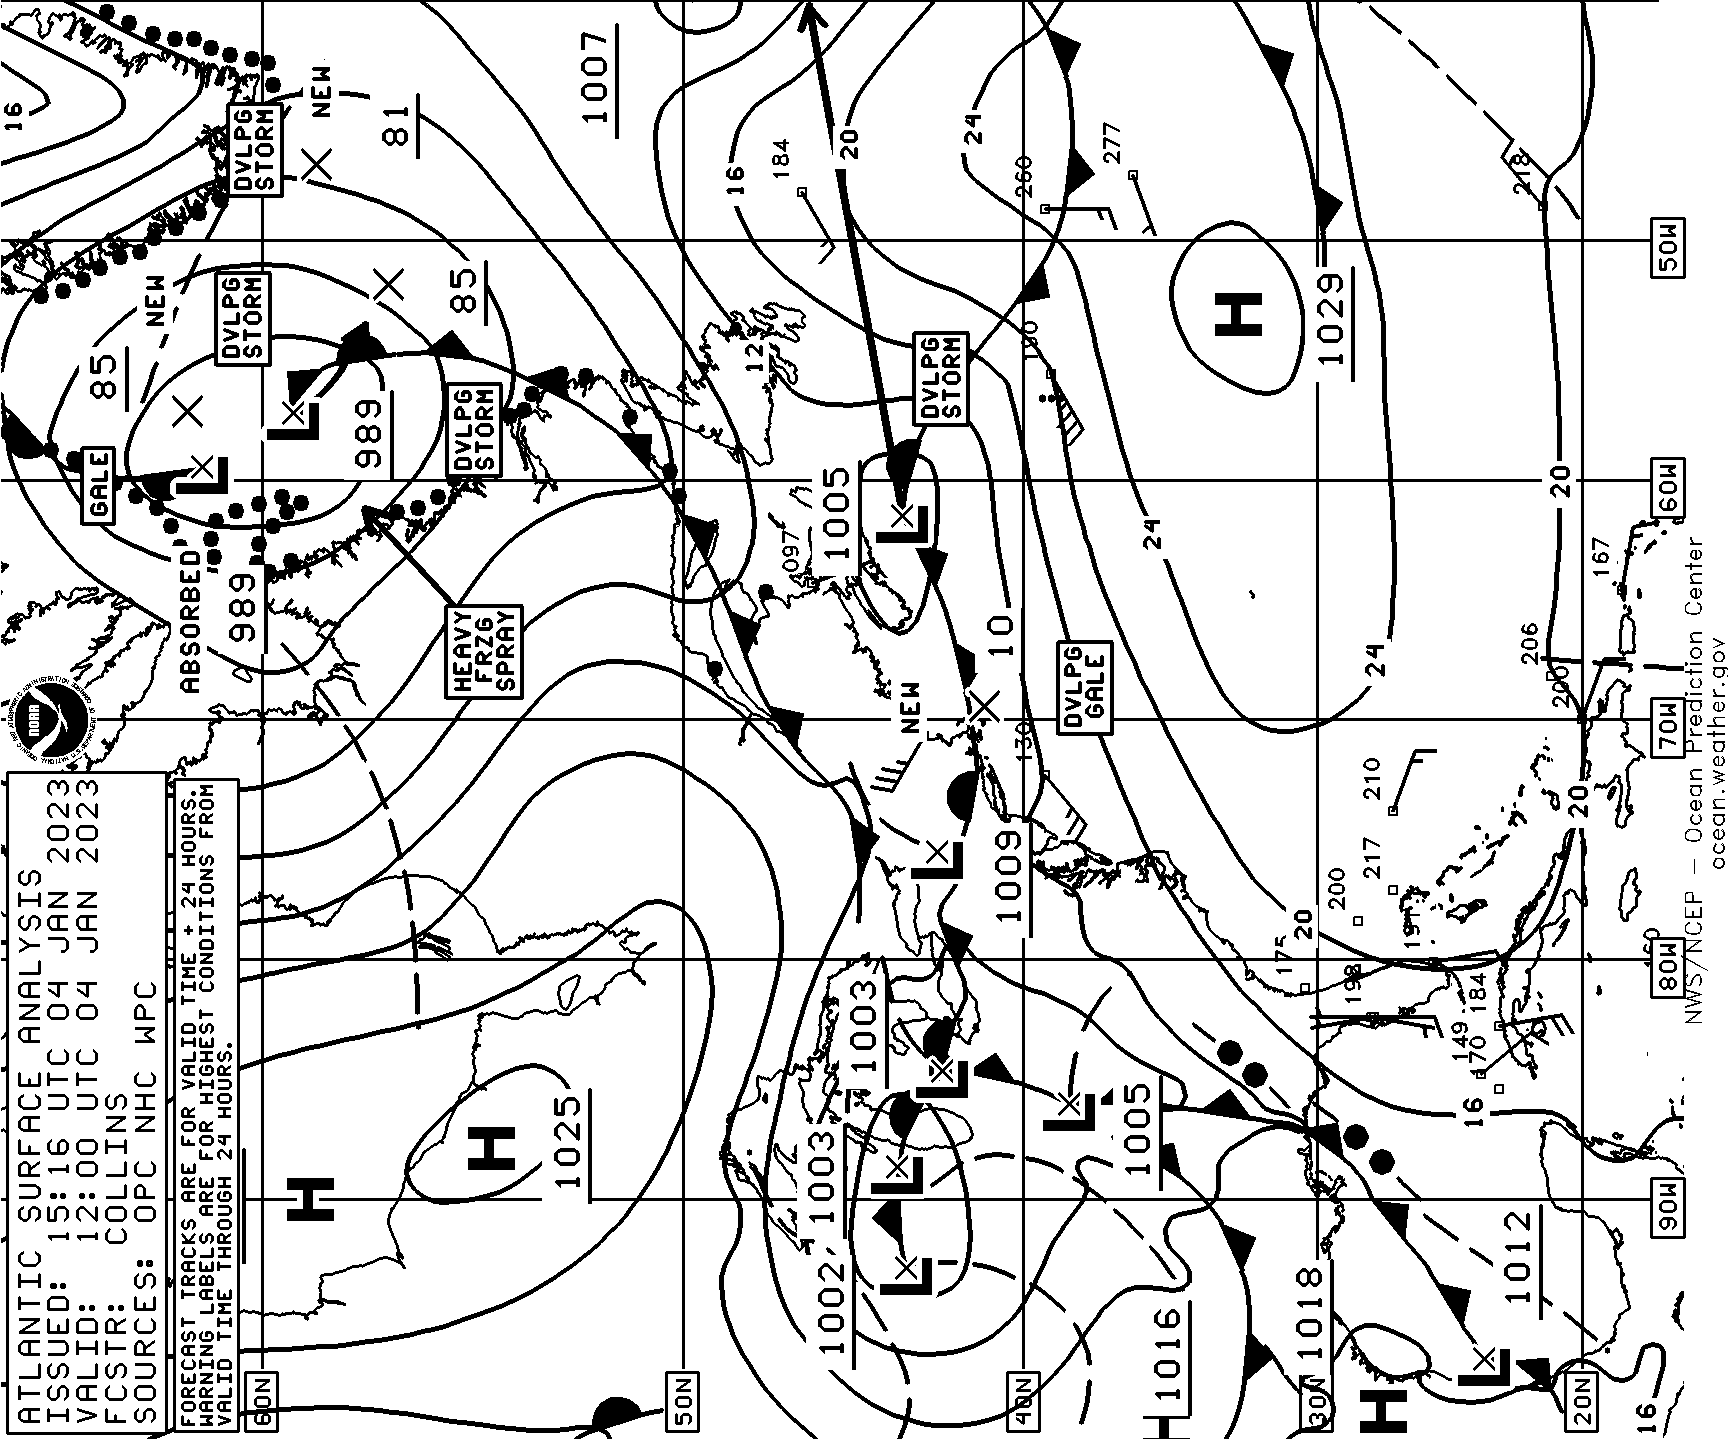 ATLANTIC SURFACE ANALYSIS
ISSUED: 15:16 UTC 04 JAN 2023
VALID: 12:00 UTC 04 JAN 2023
FCSTR: COLLINS
SOURCES: OPC NHC WPC
FORECAST TRACKS ARE FOR VALID TIME + 24 HOURS.
WARNING LABELS ARE FOR HIGHEST CONDITIONS FROM
VALID TIME THROUGH 24 HOURS.
NOAA
60N
50N
40N
30N
20N
90W
80W
70W
60W
50W
H
H
1025
1002
1003
1003
1005
1009
H
1016
1018
H
1012
L
L
L
L
L
L
16
16
20
20
ABSORBED
989
GALE
L
L
989
85
NEW
DVLPG
STORM
85
DVLPG
STORM
HEAVY
FRZG
SPRAY
DVLPG
STORM
NEW
81
16
1007
NEW
10
DVLPG
GALE
1005
L
DVLPG
STORM
097
12
130
184
16
20
24
24
24
260
277
H
1029
20
218
167
206
200
210
217
200
198
184
149
170
NWS/NCEP – Ocean Prediction Center
ocean.weather.gov